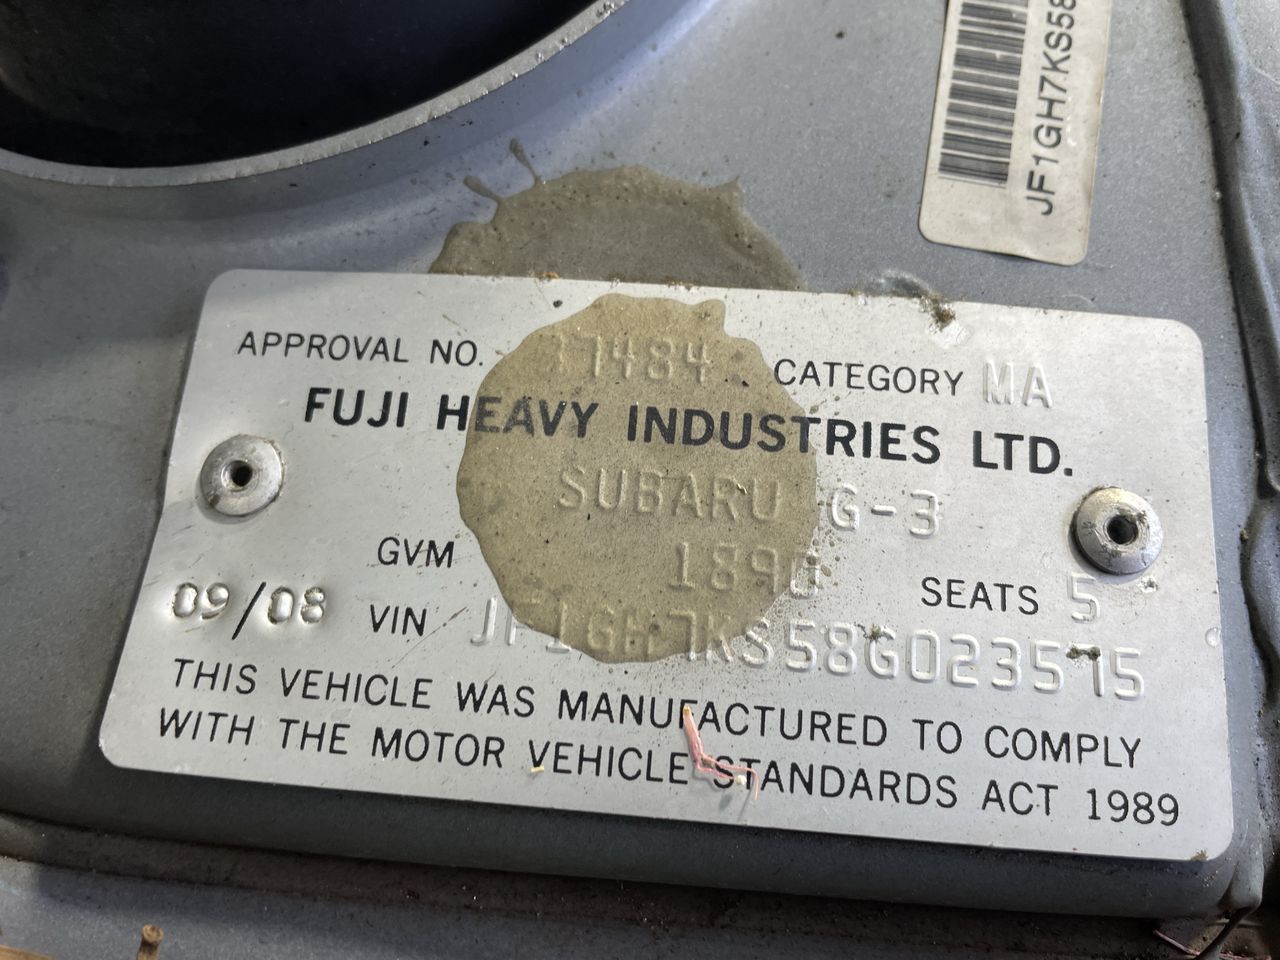 JF1GH7KS58
APPROVAL NO. 37484 CATEGORY MA
FUJI HEAVY INDUSTRIES LTD.
SUBARU G-3
GVM 1890 SEATS 5
09/08 VIN JF1GH7KS58G023575
THIS VEHICLE WAS MANUFACTURED TO COMPLY
WITH THE MOTOR VEHICLE STANDARDS ACT 1989